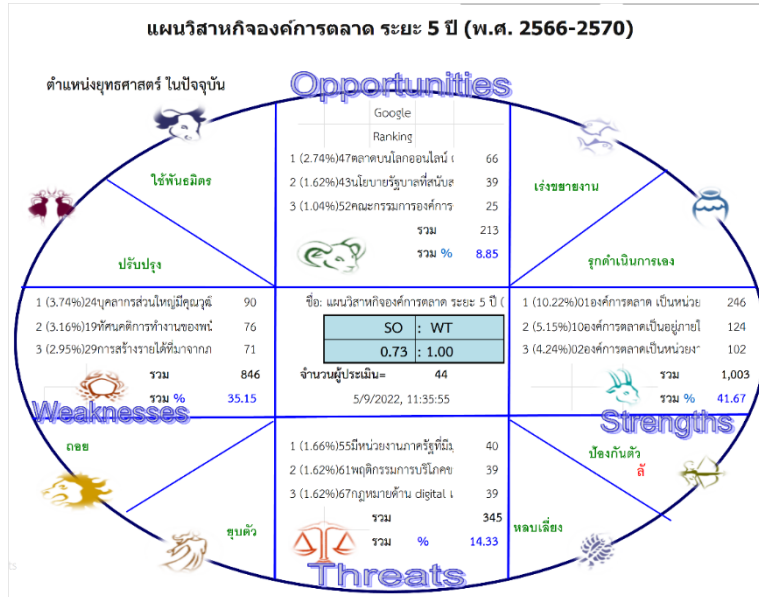 แผนวิสาหกิจองค์การตลาด ระยะ 5 ปี (พ.ศ. 2566-2570)
ตำแหน่งยุทธศาสตร์ ในปัจจุบัน
Opportunities
Google
Ranking
1 (2.74%)47ตลาดบนโลกออนไลน์ 66
2 (1.62%)43นโยบายรัฐบาลที่สนับส 39
3 (1.04%)52คณะกรรมการองค์การ 25
รวม 213
รวม % 8.85
ใช้พันธมิตร
ปรับปรุง
เร่งขยายงาน
รุกดำเนินการเอง
1 (3.74%)24บุคลากรส่วนใหญ่มีคุณวุฒิ 90
2 (3.16%)19ทัศนคติการทำงานของ 76
3 (2.95%)29การสร้างรายได้ที่มาจากภ 71
รวม 846
รวม % 35.15
Weaknesses
ชื่อ: แผนวิสาหกิจองค์การตลาด ระยะ 5 ปี (
SO : WT
0.73 : 1.00
จำนวนผู้ประเมิน= 44
5/9/2022, 11:35:55
1 (10.22%)01องค์การตลาด เป็นหน่วย 246
2 (5.15%)10องค์การตลาดเป็นอยู่ภายใ 124
3 (4.24%)02องค์การตลาดเป็นหน่วยง 102
รวม 1,003
รวม % 41.67
Strengths
ถอย
ยุบตัว
1 (1.66%)55มีหน่วยงานภาครัฐที่มี 40
2 (1.62%)61พฤติกรรมการบริโภคข 39
3 (1.62%)67กฎหมายด้าน digital 39
รวม 345
รวม % 14.33
Threats
ป้องกันตัว
ลั
หลบเลี่ยง